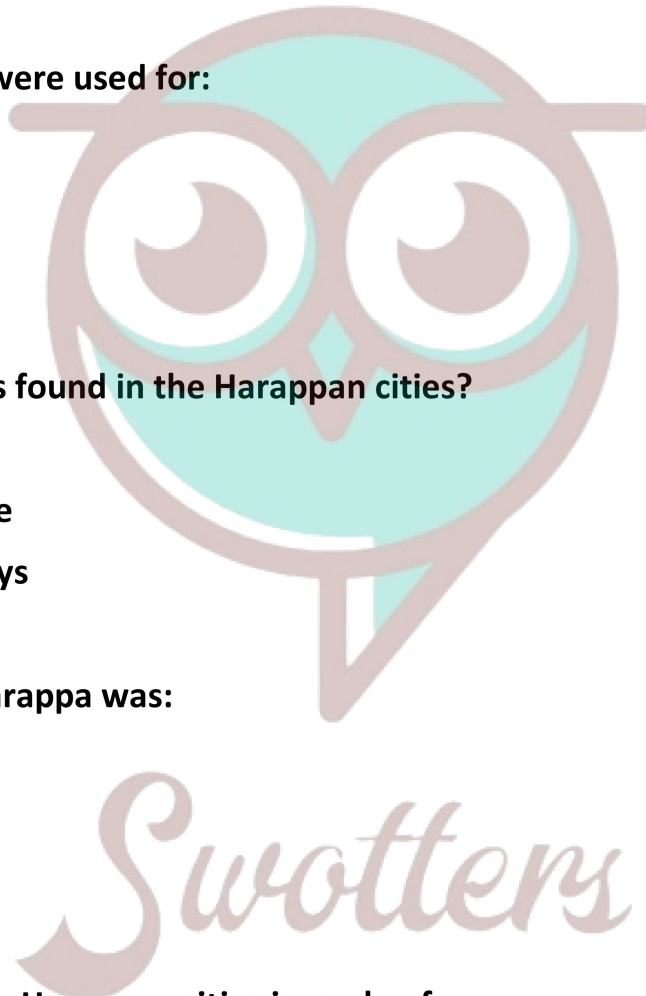 were used for:
s found in the Harappan cities?
e
ys
arappa was:
Swotters